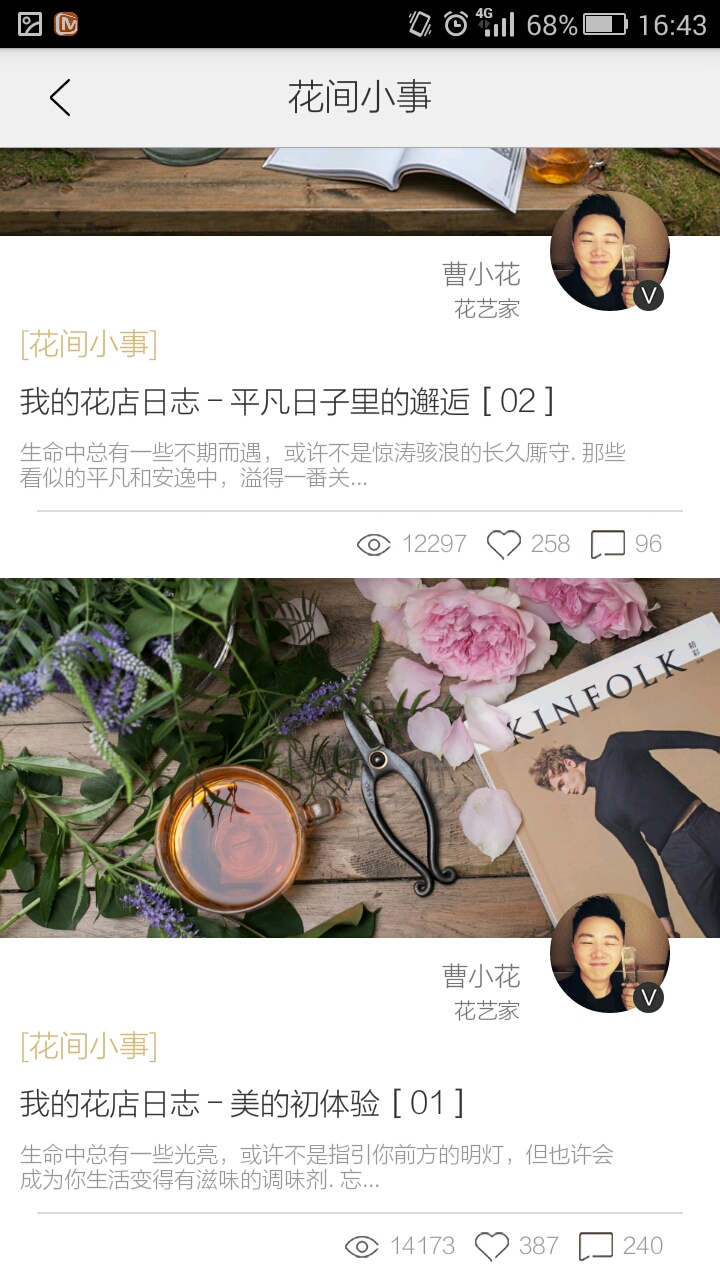 4G 68% 16:43
花间小事
曹小花
V
花艺家
[花间小事]
我的花店日志－平凡日子里的邂逅［02］
生命中总有一些不期而遇，或许不是惊涛骇浪的长久厮守. 那些
看似的平凡和安逸中，溢得一番关...
12297 258 96
KINFOLK
精彩
曹小花
V
花艺家
[花间小事]
我的花店日志－美的初体验［01］
生命中总有一些光亮，或许不是指引你前方的明灯，但也许会
成为你生活变得有滋味的调味剂. 忘...
14173 387 240